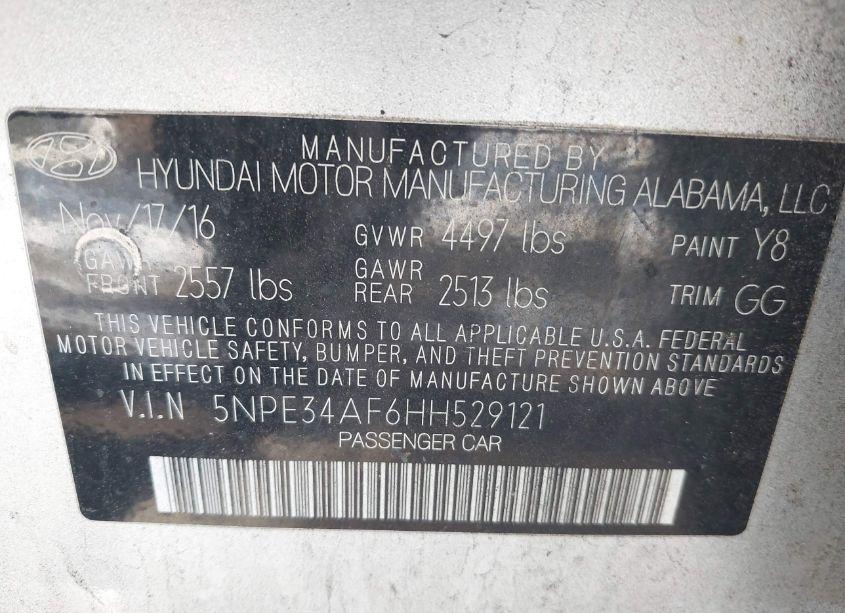 MANUFACTURED BY
HYUNDAI MOTOR MANUFACTURING ALABAMA, LLC
Nov/17/16 GVWR 4497 lbs PAINT Y8
GAWR FRONT 2557 lbs GAWR REAR 2513 lbs TRIM GG
THIS VEHICLE CONFORMS TO ALL APPLICABLE U.S.A. FEDERAL
MOTOR VEHICLE SAFETY, BUMPER, AND THEFT PREVENTION STANDARDS
IN EFFECT ON THE DATE OF MANUFACTURE SHOWN ABOVE
V.I.N 5NPE34AF6HH529121
PASSENGER CAR